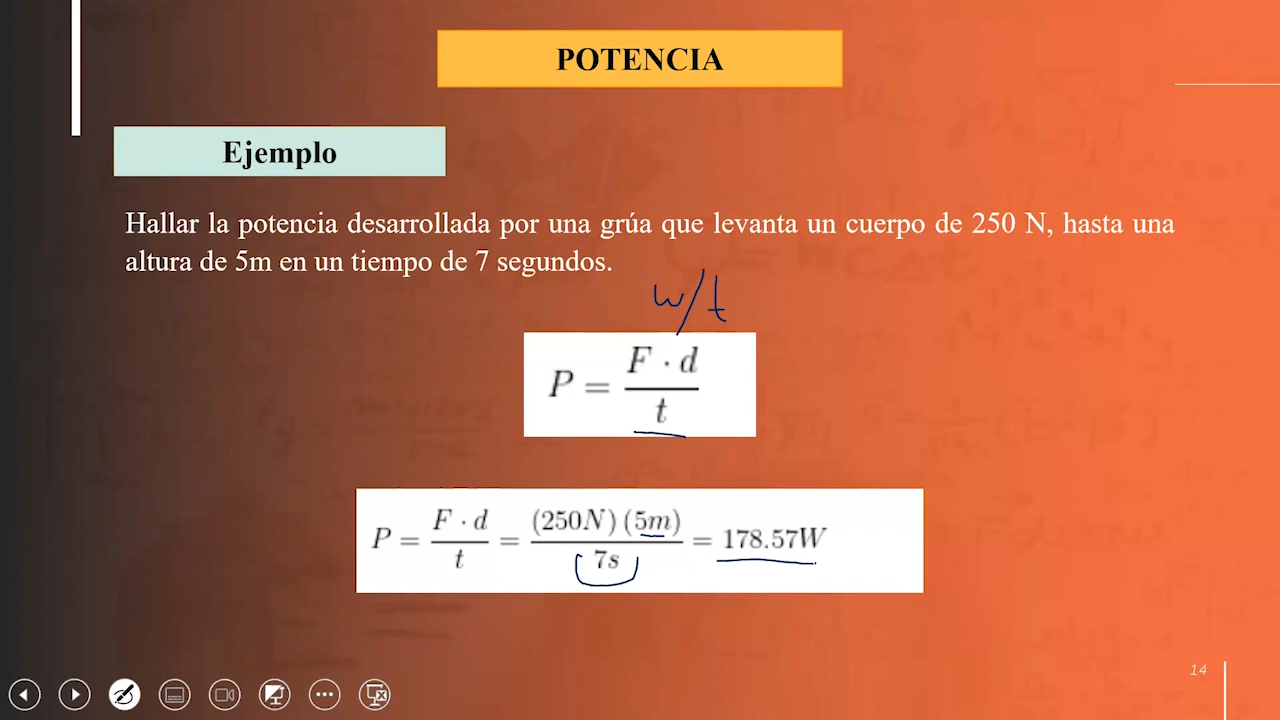 POTENCIA
Ejemplo
Hallar la potencia desarrollada por una grúa que levanta un cuerpo de 250 N, hasta una
altura de 5m en un tiempo de 7 segundos.
w/t
P = F · d / t
P = F · d / t = (250N) (5m) / 7s = 178.57W
14